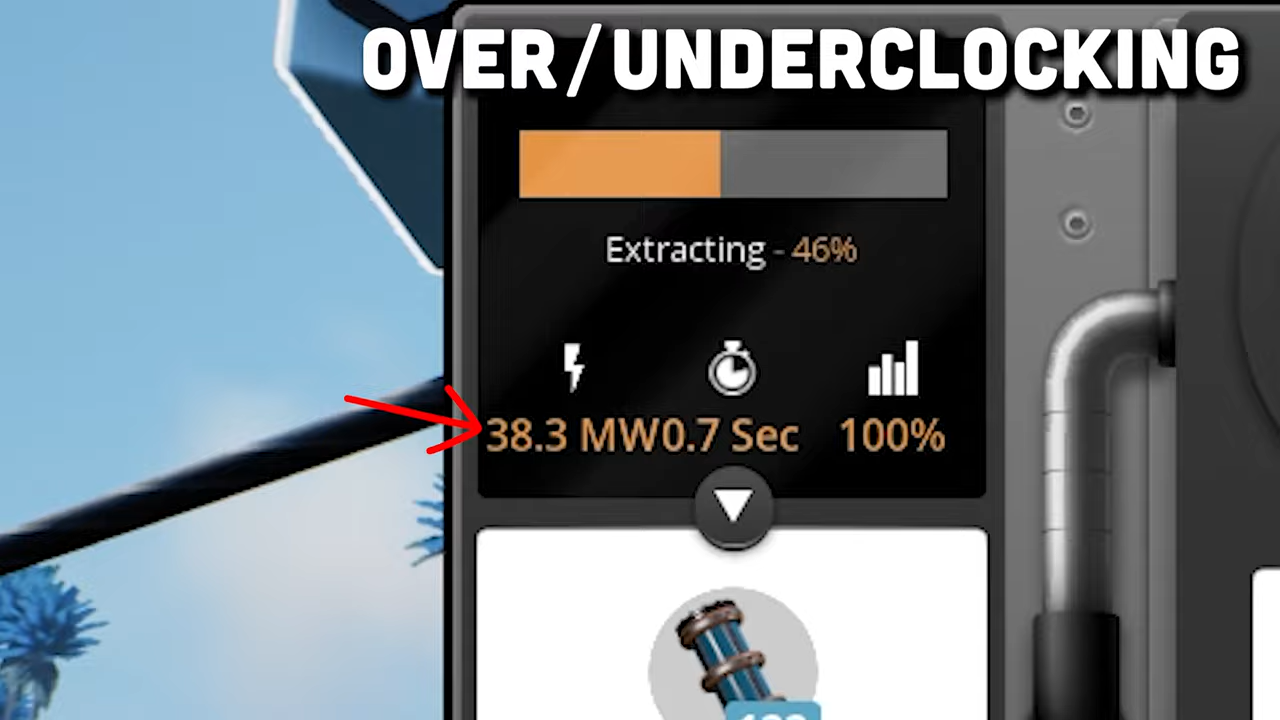 OVER/UNDERCLOCKING
Extracting - 46%
38.3 MW0.7 Sec 100%